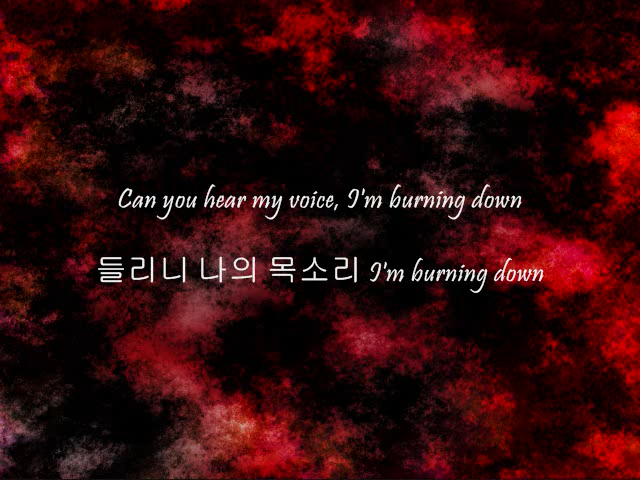 Can you hear my voice, I'm burning down
들리니 나의 목소리 I'm burning down